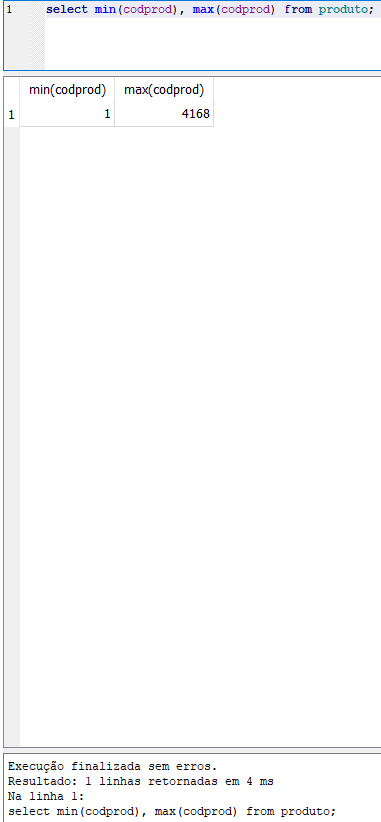 1 select min(codprod), max(codprod) from produto;
min(codprod) max(codprod)
1 1 4168
Execução finalizada sem erros.
Resultado: 1 linhas retornadas em 4 ms
Na linha 1:
select min(codprod), max(codprod) from produto;